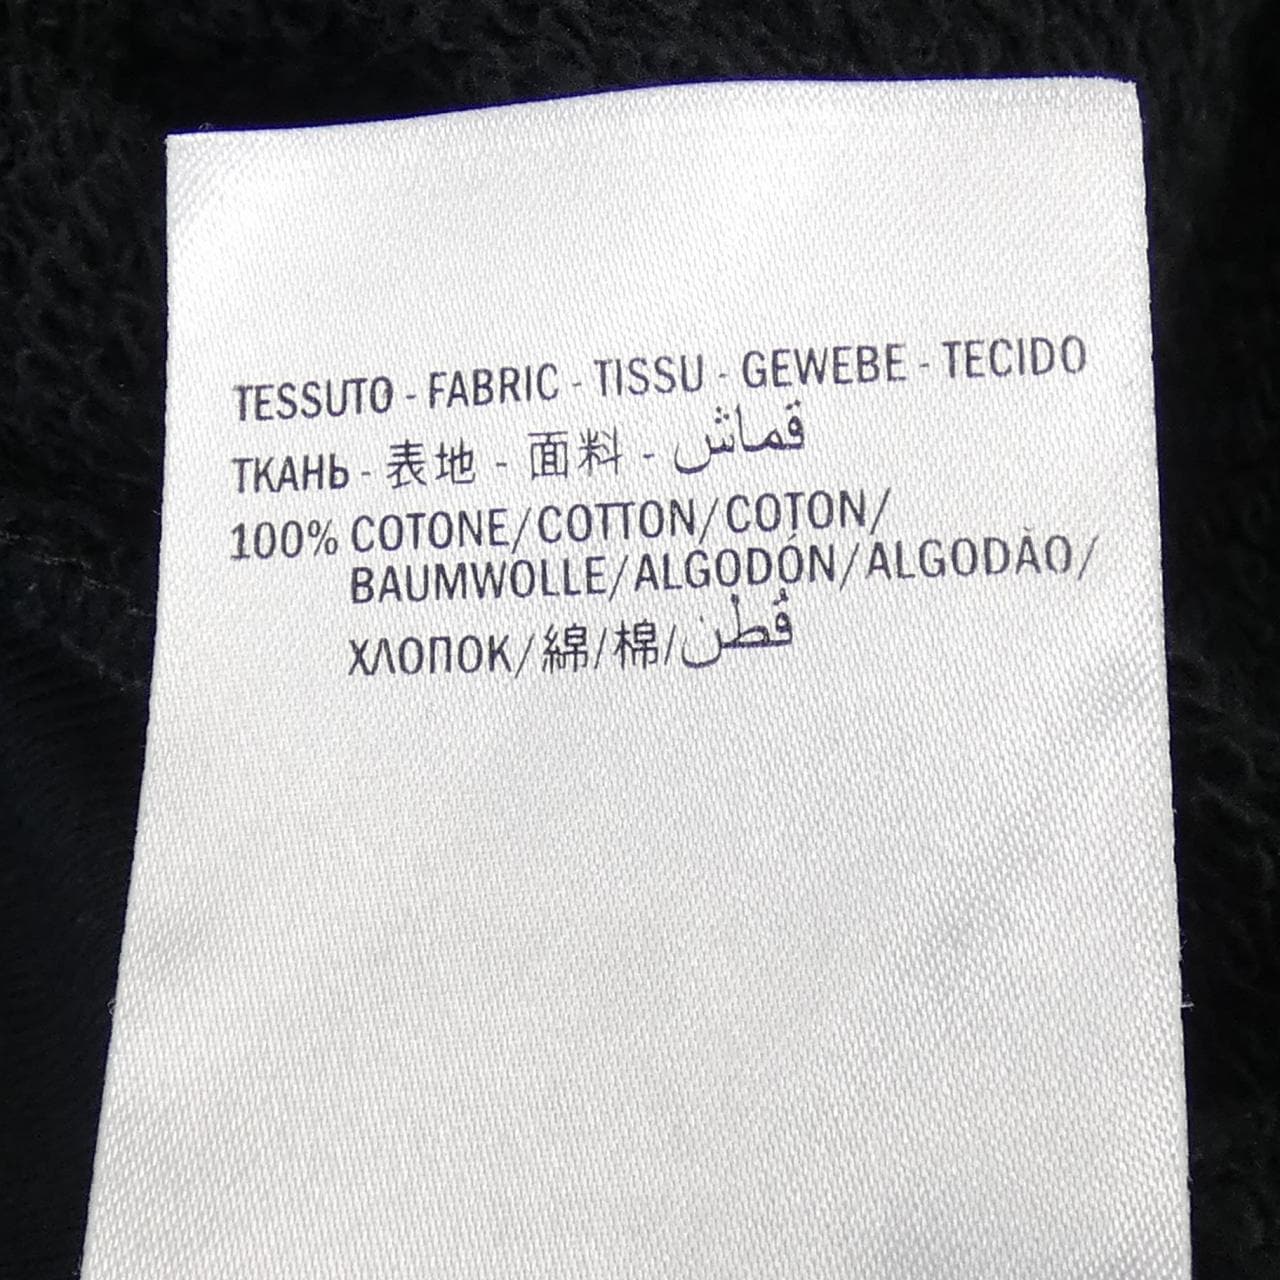 TESSUTO - FABRIC - TISSU - GEWEBE - TECIDO
ТКАНЬ - 表地 - 面料 - قماش
100% COTONE/COTTON/COTON/
BAUMWOLLE/ALGODÓN/ALGODÃO/
ХЛОПОК/綿/棉/قُطْن